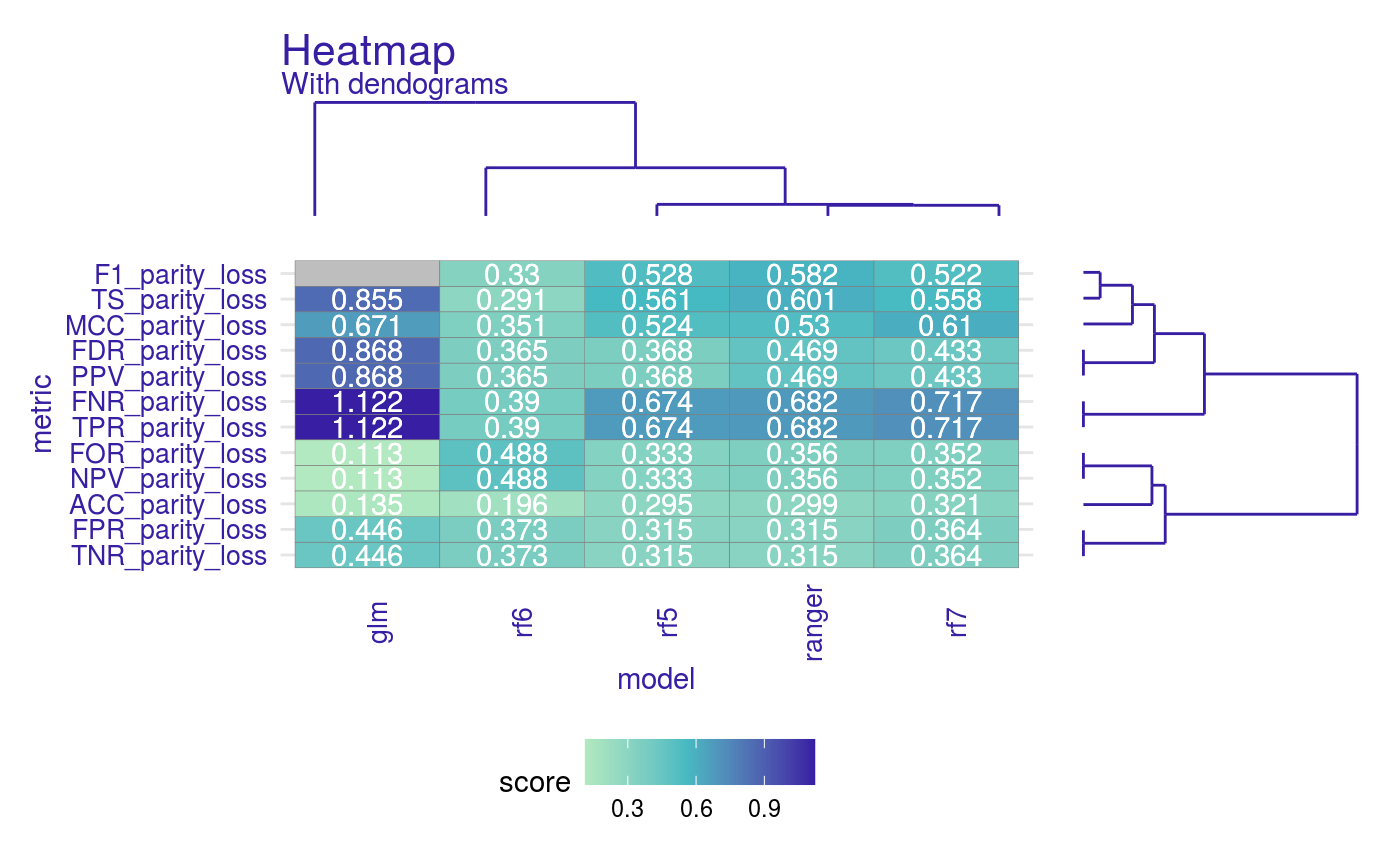 Heatmap
With dendograms
F1_parity_loss 0.33 0.528 0.582 0.522
TS_parity_loss 0.855 0.291 0.561 0.601 0.558
MCC_parity_loss 0.671 0.351 0.524 0.53 0.61
FDR_parity_loss 0.868 0.365 0.368 0.469 0.433
PPV_parity_loss 0.868 0.365 0.368 0.469 0.433
FNR_parity_loss 1.122 0.39 0.674 0.682 0.717
TPR_parity_loss 1.122 0.39 0.674 0.682 0.717
FOR_parity_loss 0.113 0.488 0.333 0.356 0.352
NPV_parity_loss 0.113 0.488 0.333 0.356 0.352
ACC_parity_loss 0.135 0.196 0.295 0.299 0.321
FPR_parity_loss 0.446 0.373 0.315 0.315 0.364
TNR_parity_loss 0.446 0.373 0.315 0.315 0.364
metric
glm rf6 rf5 ranger rf7
model
score
0.3 0.6 0.9